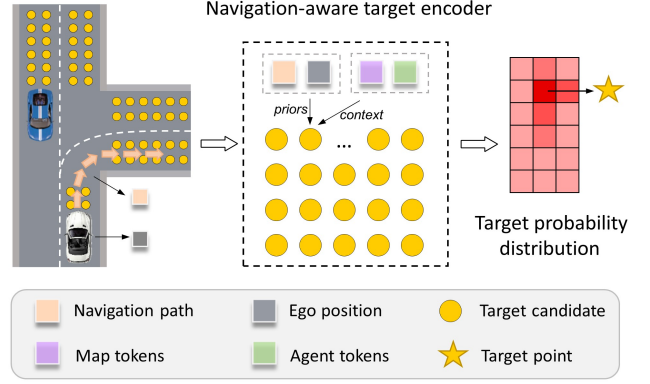 Navigation-aware target encoder
priors
context
...
Target probability
distribution
Navigation path
Ego position
Target candidate
Map tokens
Agent tokens
Target point